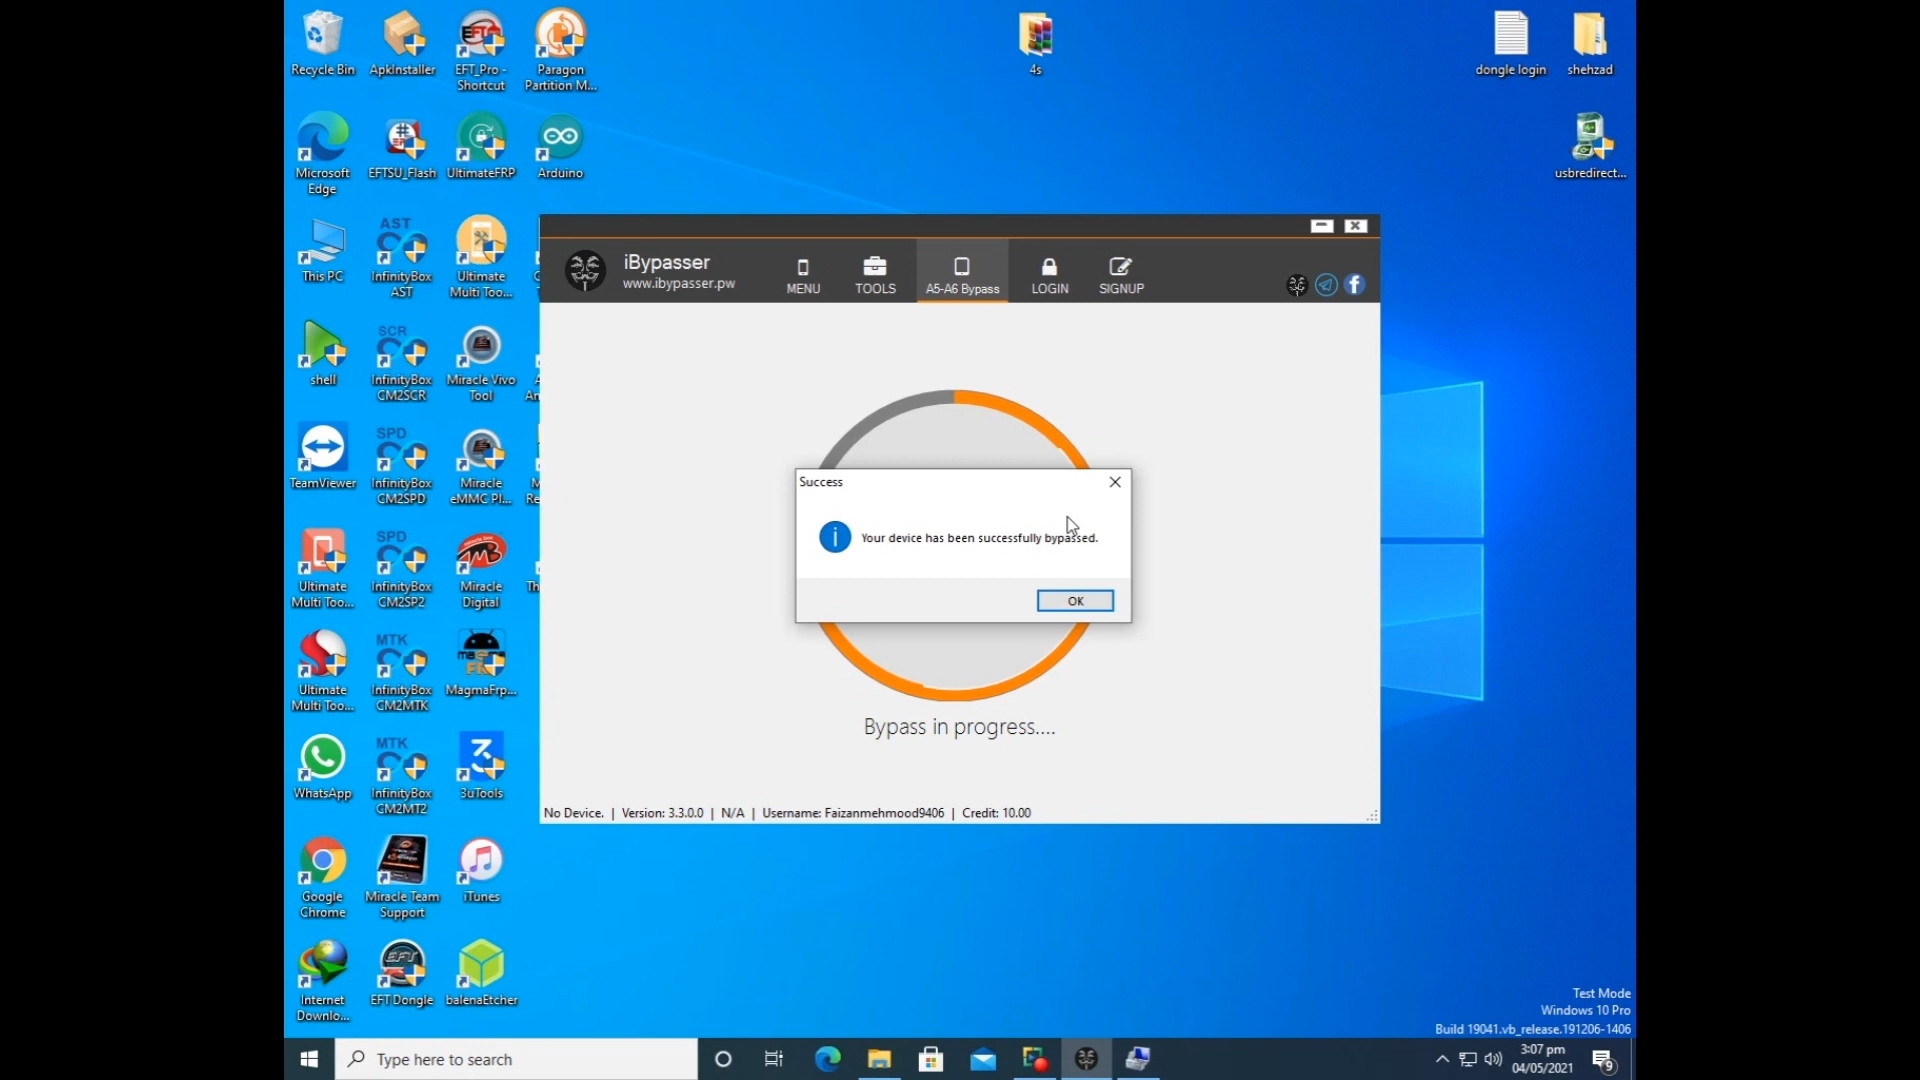 Recycle Bin
ApkInstaller
EFT_Pro -
Shortcut
Paragon
Partition M...
4s
dongle login
shehzad
Microsoft
Edge
EFTSU_Flash
UltimateFRP
Arduino
usbredirect...
This PC
AST
InfinityBox
AST
Ultimate
Multi Too...
shell
SCR
InfinityBox
CM2SCR
Miracle Vivo
Tool
TeamViewer
SPD
InfinityBox
CM2SPD
Miracle
eMMC Pl...
Ultimate
Multi Too...
SPD
InfinityBox
CM2SP2
Miracle
Digital
Ultimate
Multi Too...
MTK
InfinityBox
CM2MTK
MagmaFrp...
WhatsApp
MTK
InfinityBox
CM2MT2
3uTools
Google
Chrome
Miracle Team
Support
iTunes
Internet
Downlo...
EFT Dongle
balenaEtcher
iBypasser
www.ibypasser.pw
MENU
TOOLS
A5-A6 Bypass
LOGIN
SIGNUP
Success
Your device has been successfully bypassed.
OK
Bypass in progress....
No Device. | Version: 3.3.0.0 | N/A | Username: Faizanmehmood9406 | Credit: 10.00
Test Mode
Windows 10 Pro
Build 19041.vb_release.191206-1406
Type here to search
3:07 pm
04/05/2021
9